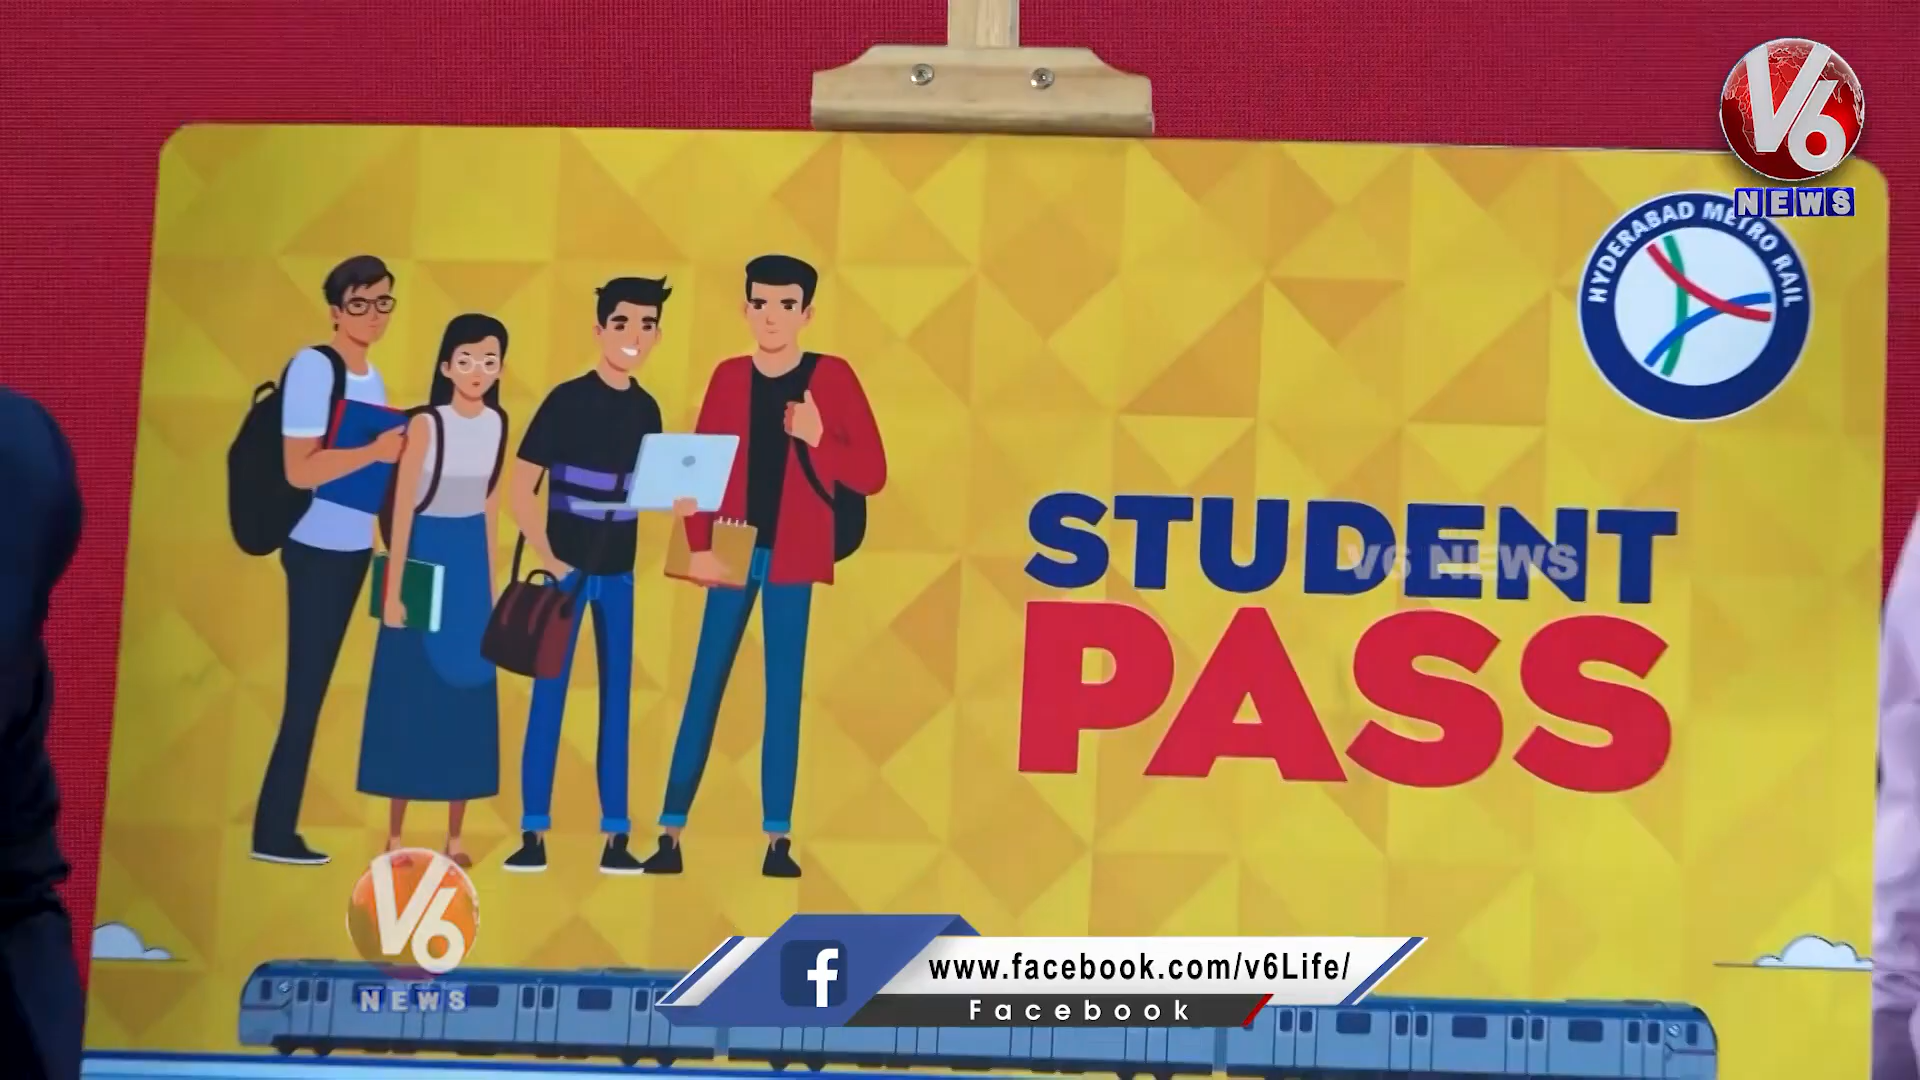 V6
NEWS
HYDERABAD METRO RAIL
STUDENT
V6 NEWS
PASS
V6
NEWS
www.facebook.com/v6Life/
Facebook